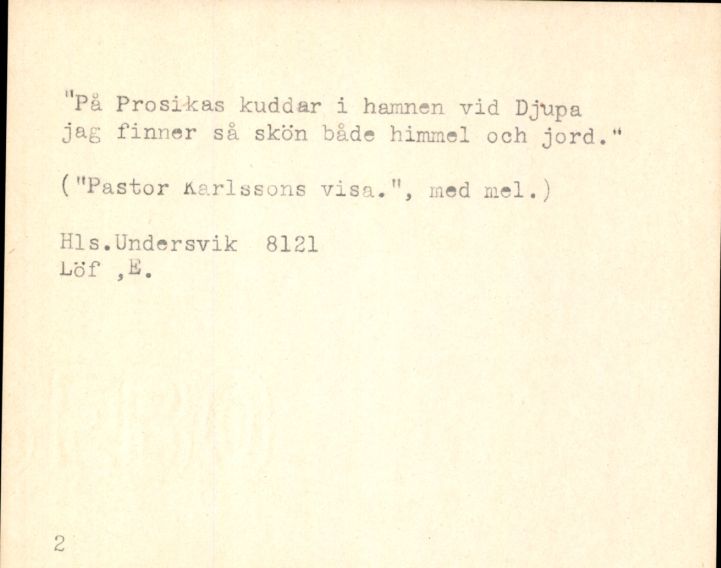 "På Prosikas kuddar i hamnen vid Djupa
jag finner så skön både himmel och jord."
("Pastor Karlssons visa.", med mel.)
Hls.Undersvik 8121
Löf ,E.
2